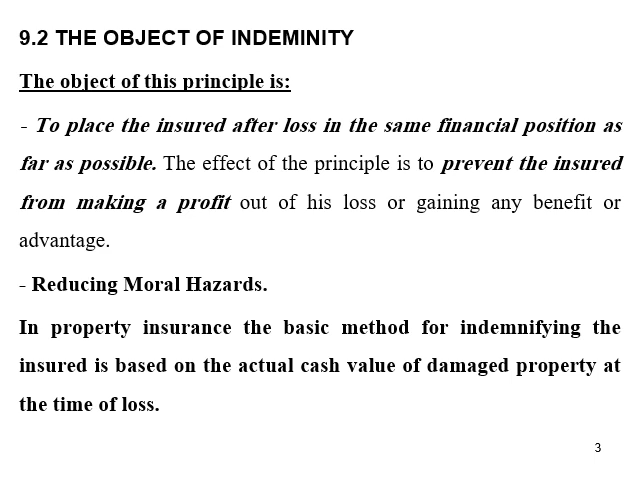 9.2 THE OBJECT OF INDEMINITY
The object of this principle is:
- To place the insured after loss in the same financial position as
far as possible. The effect of the principle is to prevent the insured
from making a profit out of his loss or gaining any benefit or
advantage.
- Reducing Moral Hazards.
In property insurance the basic method for indemnifying the
insured is based on the actual cash value of damaged property at
the time of loss.
3